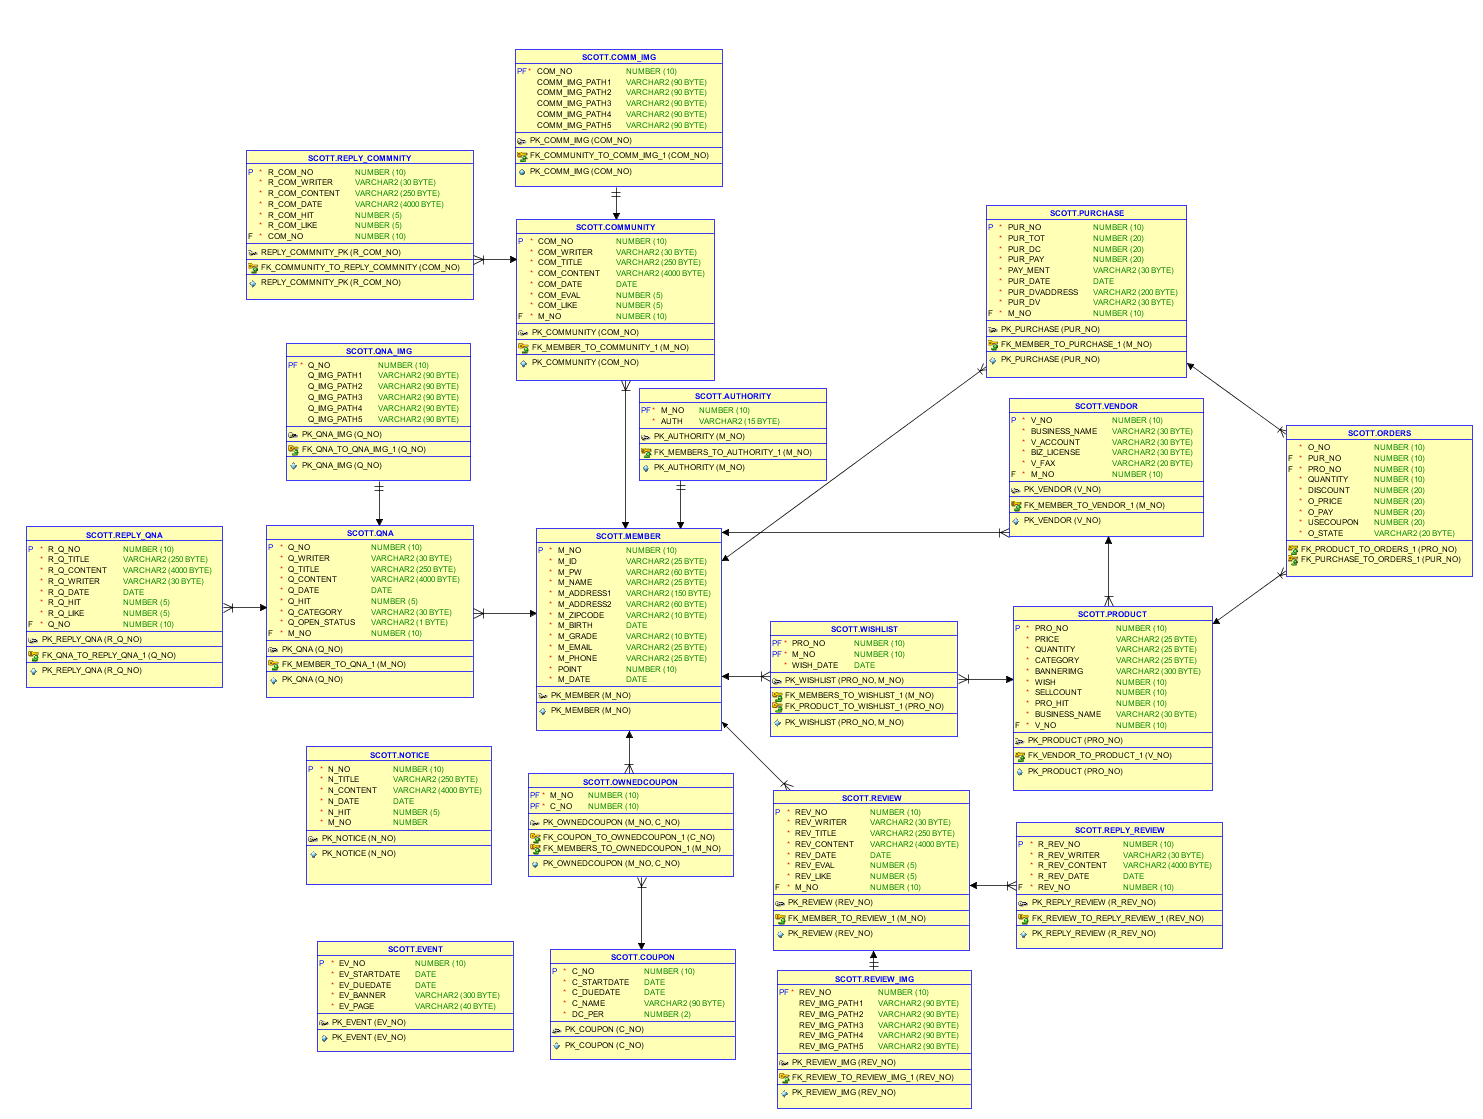 SCOTT.COMM_IMG
PF * COM_NO NUMBER (10)
COMM_IMG_PATH1 VARCHAR2 (90 BYTE)
COMM_IMG_PATH2 VARCHAR2 (90 BYTE)
COMM_IMG_PATH3 VARCHAR2 (90 BYTE)
COMM_IMG_PATH4 VARCHAR2 (90 BYTE)
COMM_IMG_PATH5 VARCHAR2 (90 BYTE)
PK_COMM_IMG (COM_NO)
FK_COMMUNITY_TO_COMM_IMG_1 (COM_NO)
PK_COMM_IMG (COM_NO)
SCOTT.REPLY_COMMNITY
P * R_COM_NO NUMBER (10)
* R_COM_WRITER VARCHAR2 (30 BYTE)
* R_COM_CONTENT VARCHAR2 (250 BYTE)
* R_COM_DATE VARCHAR2 (4000 BYTE)
* R_COM_HIT NUMBER (5)
* R_COM_LIKE NUMBER (5)
F * COM_NO NUMBER (10)
REPLY_COMMNITY_PK (R_COM_NO)
FK_COMMUNITY_TO_REPLY_COMMNITY (COM_NO)
REPLY_COMMNITY_PK (R_COM_NO)
SCOTT.COMMUNITY
P * COM_NO NUMBER (10)
* COM_WRITER VARCHAR2 (30 BYTE)
* COM_TITLE VARCHAR2 (250 BYTE)
* COM_CONTENT VARCHAR2 (4000 BYTE)
* COM_DATE DATE
* COM_EVAL NUMBER (5)
* COM_LIKE NUMBER (5)
F * M_NO NUMBER (10)
PK_COMMUNITY (COM_NO)
FK_MEMBER_TO_COMMUNITY_1 (M_NO)
PK_COMMUNITY (COM_NO)
SCOTT.PURCHASE
P * PUR_NO NUMBER (10)
* PUR_TOT NUMBER (20)
* PUR_DC NUMBER (20)
* PUR_PAY NUMBER (20)
* PAY_MENT VARCHAR2 (30 BYTE)
* PUR_DATE DATE
* PUR_DVADDRESS VARCHAR2 (200 BYTE)
* PUR_DV VARCHAR2 (30 BYTE)
F * M_NO NUMBER (10)
PK_PURCHASE (PUR_NO)
FK_MEMBER_TO_PURCHASE_1 (M_NO)
PK_PURCHASE (PUR_NO)
SCOTT.QNA_IMG
PF * Q_NO NUMBER (10)
Q_IMG_PATH1 VARCHAR2 (90 BYTE)
Q_IMG_PATH2 VARCHAR2 (90 BYTE)
Q_IMG_PATH3 VARCHAR2 (90 BYTE)
Q_IMG_PATH4 VARCHAR2 (90 BYTE)
Q_IMG_PATH5 VARCHAR2 (90 BYTE)
PK_QNA_IMG (Q_NO)
FK_QNA_TO_QNA_IMG_1 (Q_NO)
PK_QNA_IMG (Q_NO)
SCOTT.AUTHORITY
PF * M_NO NUMBER (10)
* AUTH VARCHAR2 (15 BYTE)
PK_AUTHORITY (M_NO)
FK_MEMBERS_TO_AUTHORITY_1 (M_NO)
PK_AUTHORITY (M_NO)
SCOTT.VENDOR
P * V_NO NUMBER (10)
* BUSINESS_NAME VARCHAR2 (30 BYTE)
* V_ACCOUNT VARCHAR2 (30 BYTE)
* BIZ_LICENSE VARCHAR2 (30 BYTE)
* V_FAX VARCHAR2 (20 BYTE)
F * M_NO NUMBER (10)
PK_VENDOR (V_NO)
FK_MEMBER_TO_VENDOR_1 (M_NO)
PK_VENDOR (V_NO)
SCOTT.ORDERS
* O_NO NUMBER (10)
F * PUR_NO NUMBER (10)
F * PRO_NO NUMBER (10)
* QUANTITY NUMBER (10)
* DISCOUNT NUMBER (20)
* O_PRICE NUMBER (20)
* O_PAY NUMBER (20)
* USECOUPON NUMBER (20)
* O_STATE VARCHAR2 (20 BYTE)
FK_PRODUCT_TO_ORDERS_1 (PRO_NO)
FK_PURCHASE_TO_ORDERS_1 (PUR_NO)
SCOTT.REPLY_QNA
P * R_Q_NO NUMBER (10)
* R_Q_TITLE VARCHAR2 (250 BYTE)
* R_Q_CONTENT VARCHAR2 (4000 BYTE)
* R_Q_WRITER VARCHAR2 (30 BYTE)
* R_Q_DATE DATE
* R_Q_HIT NUMBER (5)
* R_Q_LIKE NUMBER (5)
F * Q_NO NUMBER (10)
PK_REPLY_QNA (R_Q_NO)
FK_QNA_TO_REPLY_QNA_1 (Q_NO)
PK_REPLY_QNA (R_Q_NO)
SCOTT.QNA
P * Q_NO NUMBER (10)
* Q_WRITER VARCHAR2 (30 BYTE)
* Q_TITLE VARCHAR2 (250 BYTE)
* Q_CONTENT VARCHAR2 (4000 BYTE)
* Q_DATE DATE
* Q_HIT NUMBER (5)
* Q_CATEGORY VARCHAR2 (30 BYTE)
* Q_OPEN_STATUS VARCHAR2 (1 BYTE)
F * M_NO NUMBER (10)
PK_QNA (Q_NO)
FK_MEMBER_TO_QNA_1 (M_NO)
PK_QNA (Q_NO)
SCOTT.MEMBER
P * M_NO NUMBER (10)
* M_ID VARCHAR2 (25 BYTE)
* M_PW VARCHAR2 (60 BYTE)
* M_NAME VARCHAR2 (25 BYTE)
* M_ADDRESS1 VARCHAR2 (150 BYTE)
* M_ADDRESS2 VARCHAR2 (60 BYTE)
* M_ZIPCODE VARCHAR2 (10 BYTE)
* M_BIRTH DATE
* M_GRADE VARCHAR2 (10 BYTE)
* M_EMAIL VARCHAR2 (25 BYTE)
* M_PHONE VARCHAR2 (25 BYTE)
* POINT NUMBER (10)
* M_DATE DATE
PK_MEMBER (M_NO)
PK_MEMBER (M_NO)
SCOTT.WISHLIST
PF * PRO_NO NUMBER (10)
PF * M_NO NUMBER (10)
* WISH_DATE DATE
PK_WISHLIST (PRO_NO, M_NO)
FK_MEMBERS_TO_WISHLIST_1 (M_NO)
FK_PRODUCT_TO_WISHLIST_1 (PRO_NO)
PK_WISHLIST (PRO_NO, M_NO)
SCOTT.PRODUCT
P * PRO_NO NUMBER (10)
* PRICE VARCHAR2 (25 BYTE)
* QUANTITY VARCHAR2 (25 BYTE)
* CATEGORY VARCHAR2 (25 BYTE)
* BANNERIMG VARCHAR2 (300 BYTE)
* WISH NUMBER (10)
* SELLCOUNT NUMBER (10)
* PRO_HIT NUMBER (10)
* BUSINESS_NAME VARCHAR2 (30 BYTE)
F * V_NO NUMBER (10)
PK_PRODUCT (PRO_NO)
FK_VENDOR_TO_PRODUCT_1 (V_NO)
PK_PRODUCT (PRO_NO)
SCOTT.NOTICE
P * N_NO NUMBER (10)
* N_TITLE VARCHAR2 (250 BYTE)
* N_CONTENT VARCHAR2 (4000 BYTE)
* N_DATE DATE
* N_HIT NUMBER (5)
* M_NO NUMBER
PK_NOTICE (N_NO)
PK_NOTICE (N_NO)
SCOTT.OWNEDCOUPON
PF * M_NO NUMBER (10)
PF * C_NO NUMBER (10)
PK_OWNEDCOUPON (M_NO, C_NO)
FK_COUPON_TO_OWNEDCOUPON_1 (C_NO)
FK_MEMBERS_TO_OWNEDCOUPON_1 (M_NO)
PK_OWNEDCOUPON (M_NO, C_NO)
SCOTT.REVIEW
P * REV_NO NUMBER (10)
* REV_WRITER VARCHAR2 (30 BYTE)
* REV_TITLE VARCHAR2 (250 BYTE)
* REV_CONTENT VARCHAR2 (4000 BYTE)
* REV_DATE DATE
* REV_EVAL NUMBER (5)
* REV_LIKE NUMBER (5)
F * M_NO NUMBER (10)
PK_REVIEW (REV_NO)
FK_MEMBER_TO_REVIEW_1 (M_NO)
PK_REVIEW (REV_NO)
SCOTT.REPLY_REVIEW
P * R_REV_NO NUMBER (10)
* R_REV_WRITER VARCHAR2 (30 BYTE)
* R_REV_CONTENT VARCHAR2 (4000 BYTE)
* R_REV_DATE DATE
F * REV_NO NUMBER (10)
PK_REPLY_REVIEW (R_REV_NO)
FK_REVIEW_TO_REPLY_REVIEW_1 (REV_NO)
PK_REPLY_REVIEW (R_REV_NO)
SCOTT.EVENT
P * EV_NO NUMBER (10)
* EV_STARTDATE DATE
* EV_DUEDATE DATE
* EV_BANNER VARCHAR2 (300 BYTE)
* EV_PAGE VARCHAR2 (40 BYTE)
PK_EVENT (EV_NO)
PK_EVENT (EV_NO)
SCOTT.COUPON
P * C_NO NUMBER (10)
* C_STARTDATE DATE
* C_DUEDATE DATE
* C_NAME VARCHAR2 (90 BYTE)
* DC_PER NUMBER (2)
PK_COUPON (C_NO)
PK_COUPON (C_NO)
SCOTT.REVIEW_IMG
PF * REV_NO NUMBER (10)
REV_IMG_PATH1 VARCHAR2 (90 BYTE)
REV_IMG_PATH2 VARCHAR2 (90 BYTE)
REV_IMG_PATH3 VARCHAR2 (90 BYTE)
REV_IMG_PATH4 VARCHAR2 (90 BYTE)
REV_IMG_PATH5 VARCHAR2 (90 BYTE)
PK_REVIEW_IMG (REV_NO)
FK_REVIEW_TO_REVIEW_IMG_1 (REV_NO)
PK_REVIEW_IMG (REV_NO)